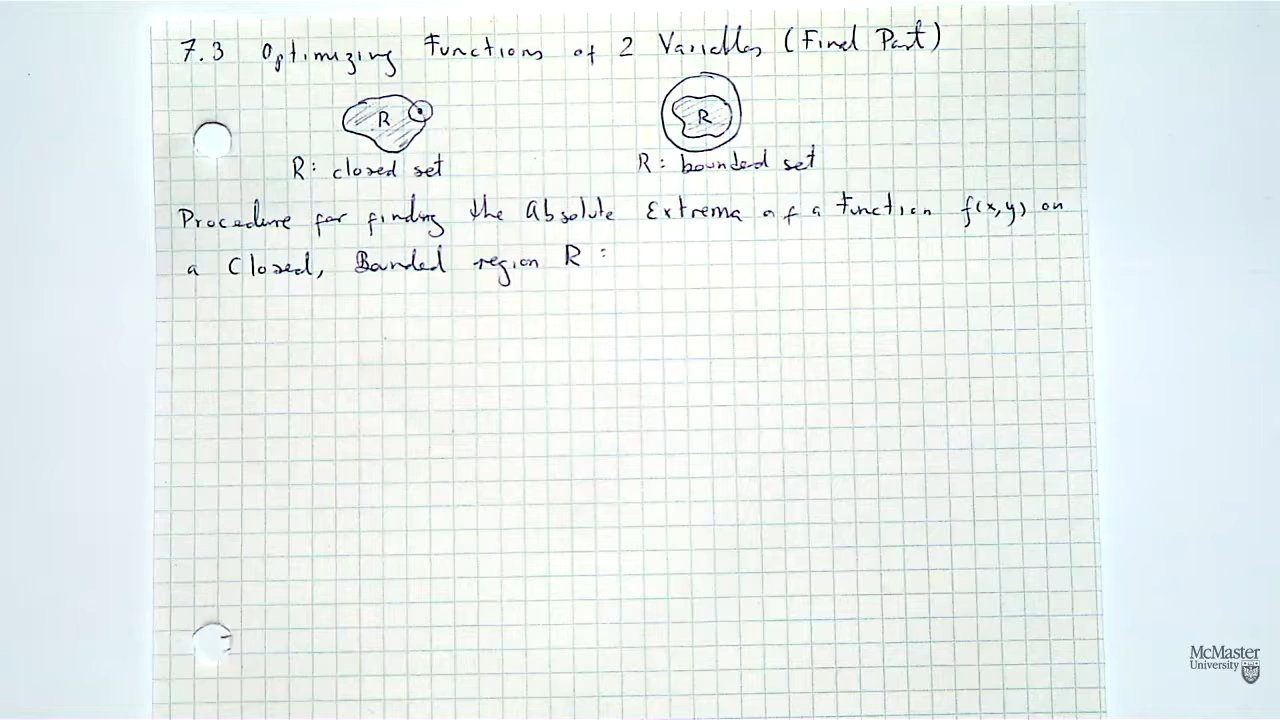 7.3 Optimizing Functions of 2 Variables (Final Part)
R R
R: closed set R: bounded set
Procedure for finding the Absolute Extrema of a function f(x,y) on
a Closed, Bounded region R:
McMaster
University